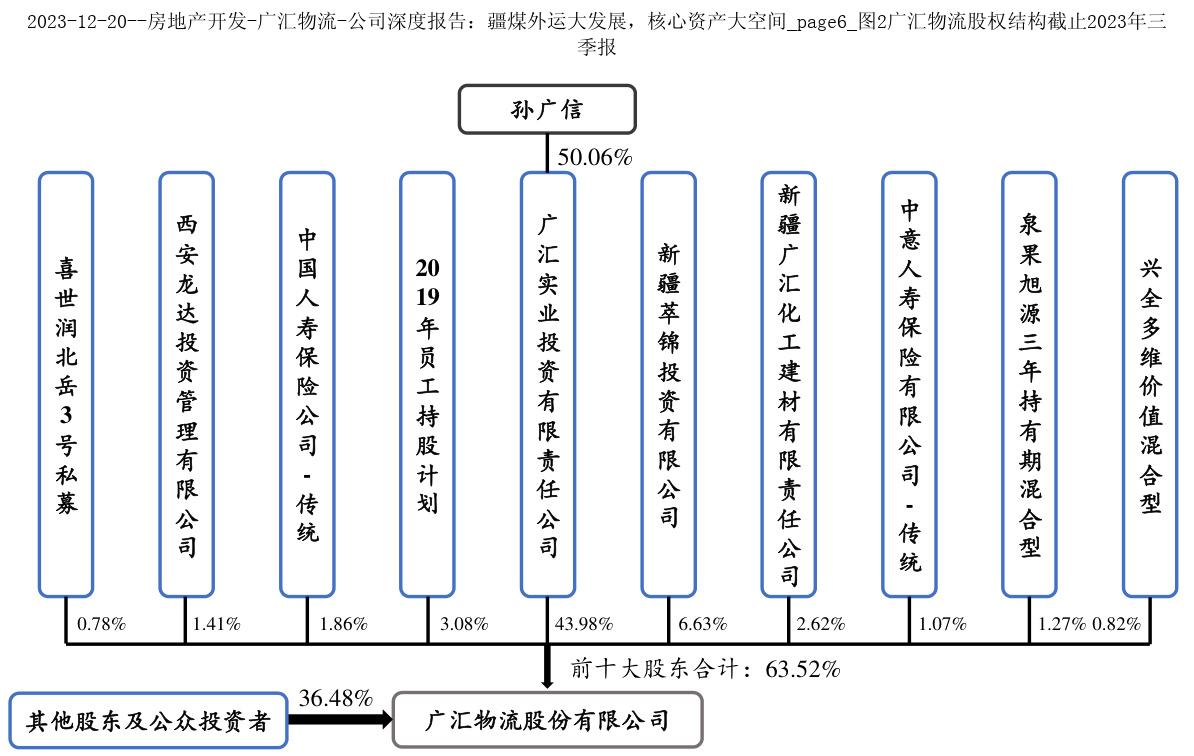 2023-12-20--房地产开发-广汇物流-公司深度报告：疆煤外运大发展，核心资产大空间_page6_图2广汇物流股权结构截止2023年三
季报
孙广信
50.06%
喜世润北岳3号私募
西安龙达投资管理有限公司
中国人寿保险公司-传统
2019年员工持股计划
广汇实业投资有限责任公司
新疆萃锦投资有限公司
新疆广汇化工建材有限责任公司
中意人寿保险有限公司-传统
泉果旭源三年持有期混合型
兴全多维价值混合型
0.78%
1.41%
1.86%
3.08%
43.98%
6.63%
2.62%
1.07%
1.27%
0.82%
前十大股东合计：63.52%
36.48%
其他股东及公众投资者
广汇物流股份有限公司